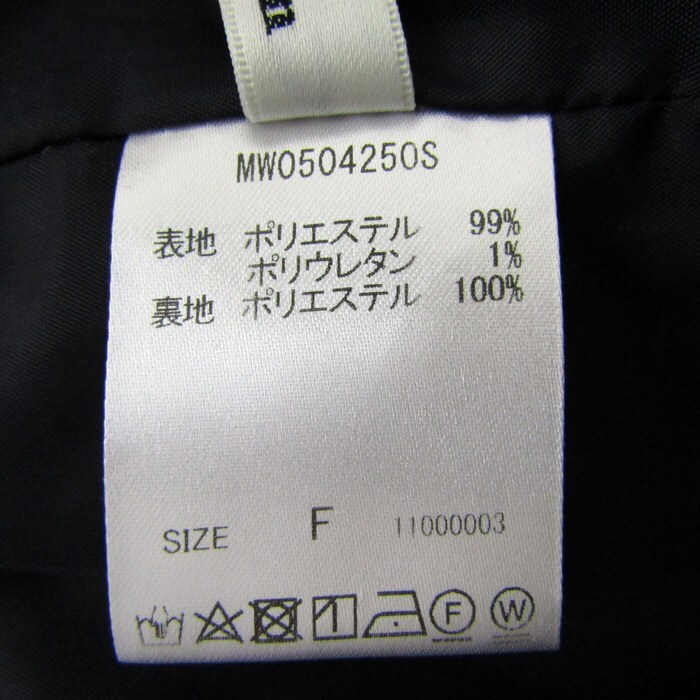 MW0504250S
表地 ポリエステル 99%
ポリウレタン 1%
裏地 ポリエステル 100%
SIZE F 11000003
F W